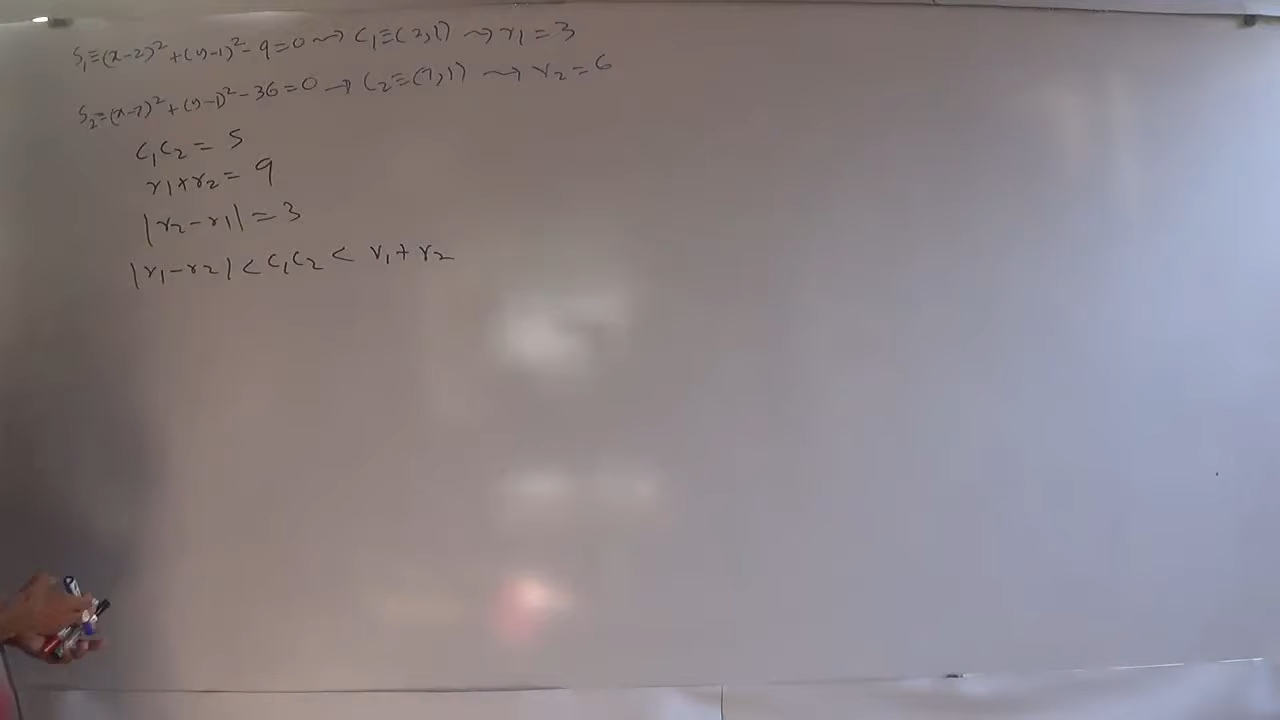 S₁≡(x-2)²+(y-1)²-9=0 ⇝ C₁≡(2,1) ⇝ r₁=3
S₂≡(x-7)²+(y-1)²-36=0 → C₂≡(7,1) ⇝ r₂=6
C₁C₂=5
r₁+r₂=9
|r₂-r₁|=3
|r₁-r₂|<C₁C₂<r₁+r₂